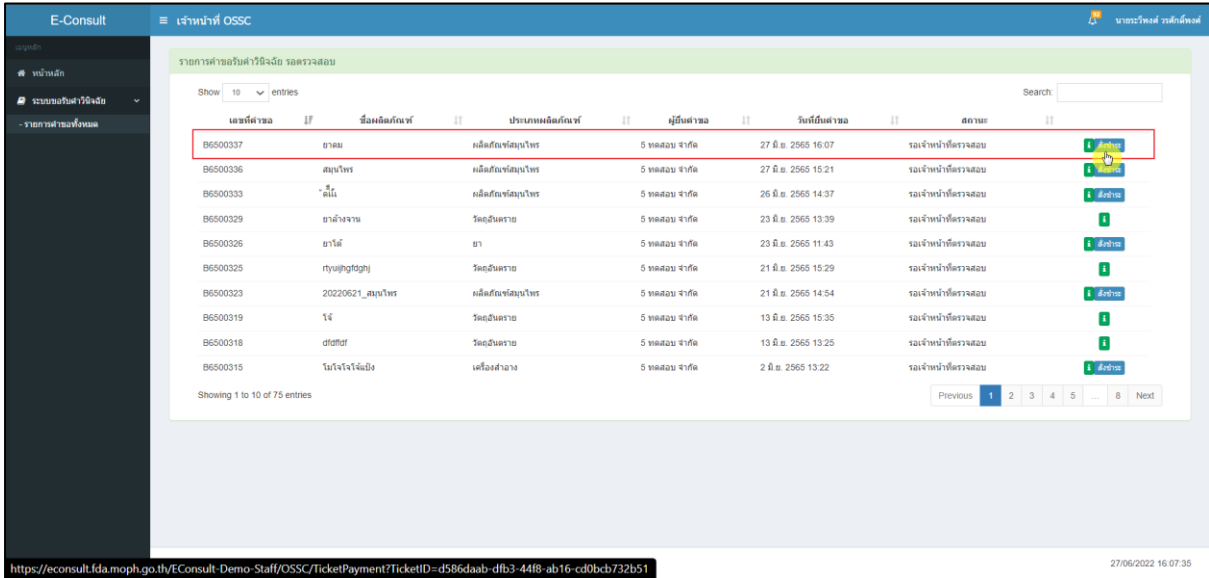 E-Consult
≡ เจ้าหน้าที่ OSSC
นายระวีพงศ์ วรศักดิ์พงศ์
เมนูหลัก
หน้าหลัก
ระบบขอรับคำวินิจฉัย
- รายการคำขอทั้งหมด
รายการคำขอรับคำวินิจฉัย รอตรวจสอบ
Show 10 entries
Search:
เลขที่คำขอ ชื่อผลิตภัณฑ์ ประเภทผลิตภัณฑ์ ผู้ยื่นคำขอ วันที่ยื่นคำขอ สถานะ
B6500337 ยาดม ผลิตภัณฑ์สมุนไพร 5 ทดสอบ จำกัด 27 มิ.ย. 2565 16:07 รอเจ้าหน้าที่ตรวจสอบ i สั่งชำระ
B6500336 สมุนไพร ผลิตภัณฑ์สมุนไพร 5 ทดสอบ จำกัด 27 มิ.ย. 2565 15:21 รอเจ้าหน้าที่ตรวจสอบ i สั่งชำระ
B6500333 ผลิตภัณฑ์สมุนไพร 5 ทดสอบ จำกัด 26 มิ.ย. 2565 14:37 รอเจ้าหน้าที่ตรวจสอบ i สั่งชำระ
B6500329 ยาล้างจาน วัตถุอันตราย 5 ทดสอบ จำกัด 23 มิ.ย. 2565 13:39 รอเจ้าหน้าที่ตรวจสอบ i
B6500326 ยาโด๊ ยา 5 ทดสอบ จำกัด 23 มิ.ย. 2565 11:43 รอเจ้าหน้าที่ตรวจสอบ i สั่งชำระ
B6500325 rtyuijhgfdghj วัตถุอันตราย 5 ทดสอบ จำกัด 21 มิ.ย. 2565 15:29 รอเจ้าหน้าที่ตรวจสอบ i
B6500323 20220621_สมุนไพร ผลิตภัณฑ์สมุนไพร 5 ทดสอบ จำกัด 21 มิ.ย. 2565 14:54 รอเจ้าหน้าที่ตรวจสอบ i สั่งชำระ
B6500319 วัตถุอันตราย 5 ทดสอบ จำกัด 13 มิ.ย. 2565 15:35 รอเจ้าหน้าที่ตรวจสอบ i
B6500318 dfdffdf วัตถุอันตราย 5 ทดสอบ จำกัด 13 มิ.ย. 2565 13:25 รอเจ้าหน้าที่ตรวจสอบ i
B6500315 เครื่องสำอาง 5 ทดสอบ จำกัด 2 มิ.ย. 2565 13:22 รอเจ้าหน้าที่ตรวจสอบ i สั่งชำระ
Showing 1 to 10 of 75 entries
Previous 1 2 3 4 5 ... 8 Next
https://econsult.fda.moph.go.th/EConsult-Demo-Staff/OSSC/TicketPayment?TicketID=d586daab-dfb3-44f8-ab16-cd0bcb732b51
27/06/2022 16:07:35